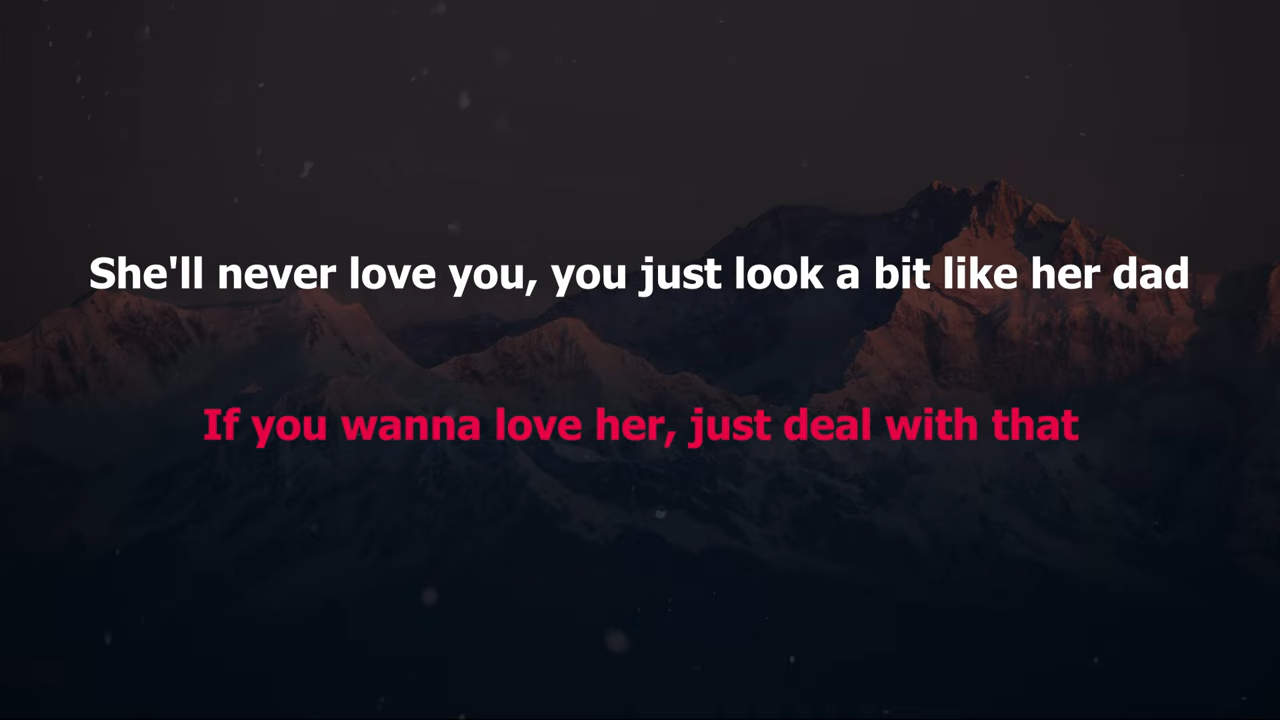 She'll never love you, you just look a bit like her dad
If you wanna love her, just deal with that